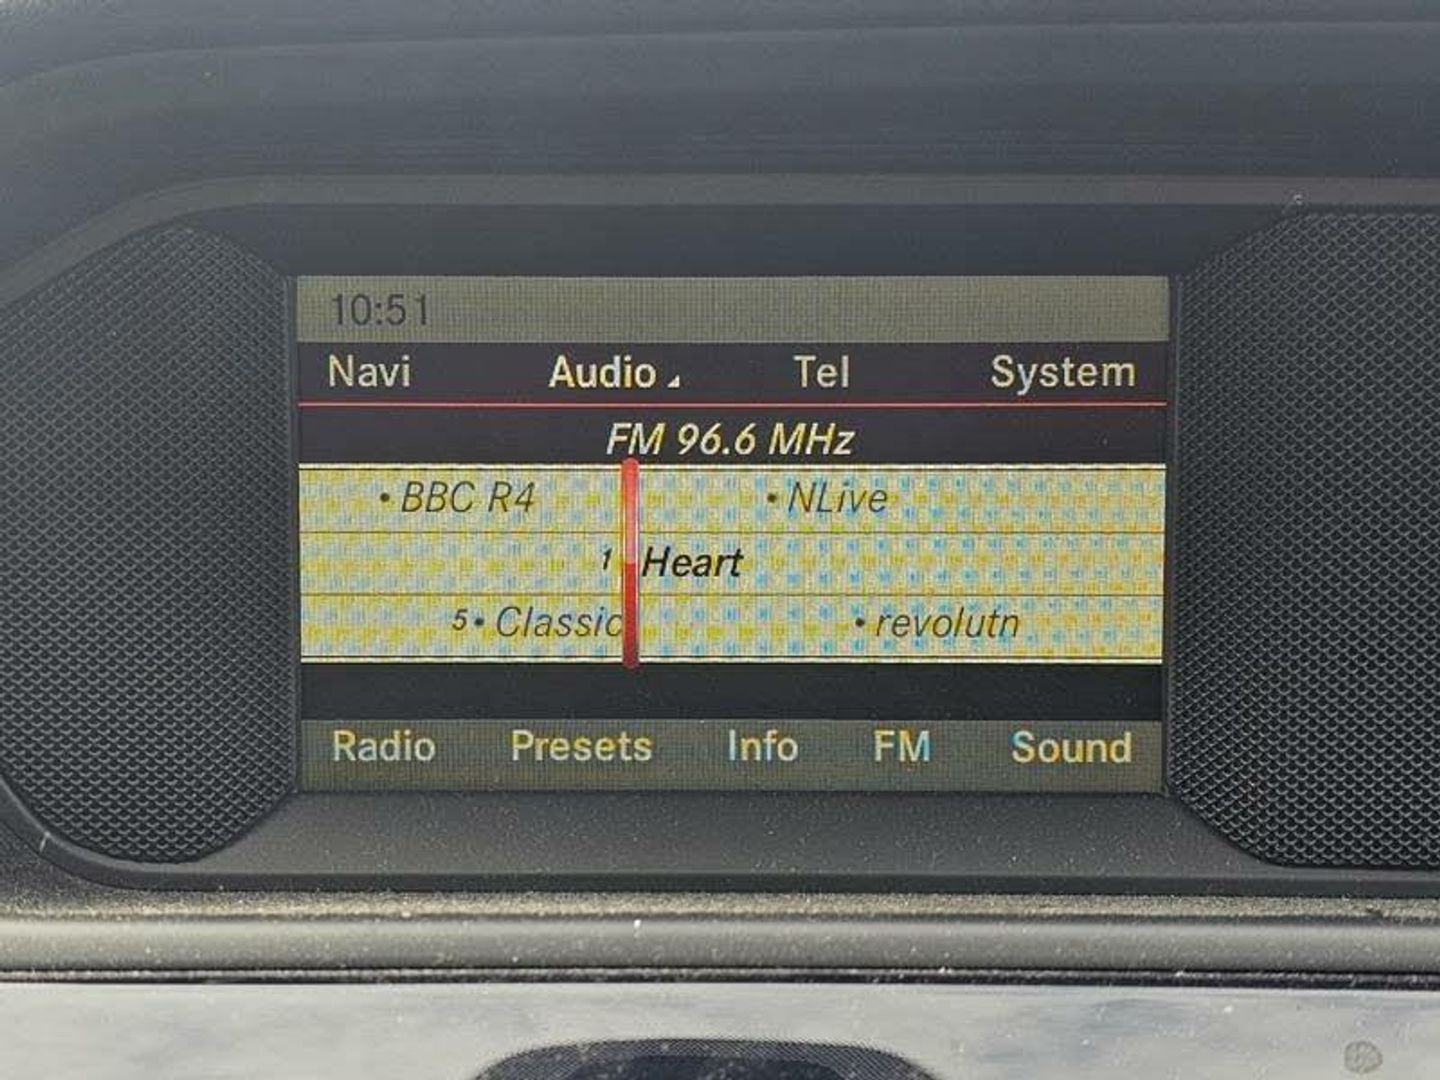 10:51
Navi Audio Tel System
FM 96.6 MHz
• BBC R4 • NLive
1 Heart
5 • Classic • revolutn
Radio Presets Info FM Sound